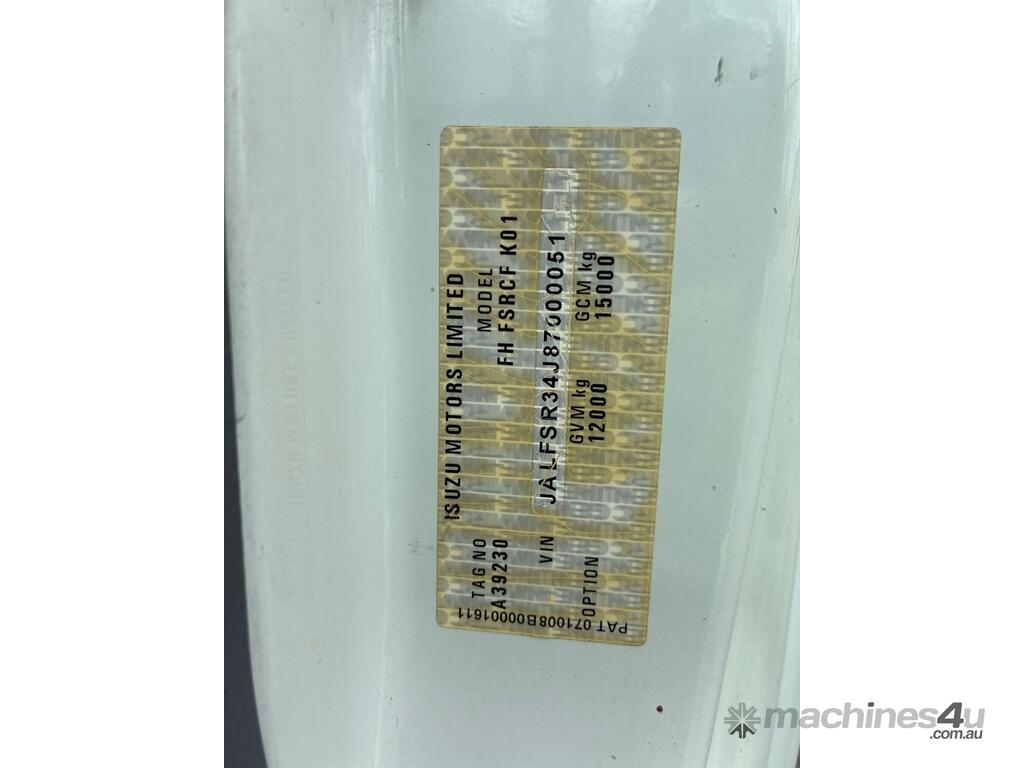 ISUZU MOTORS LIMITED
TAG NO MODEL
A39230 FH FSRCF K01
VIN JALFSR34J87000051
GVM kg GCM kg
OPTION 12000 15000
PAT 071008B00001611
machines4u
.com.au